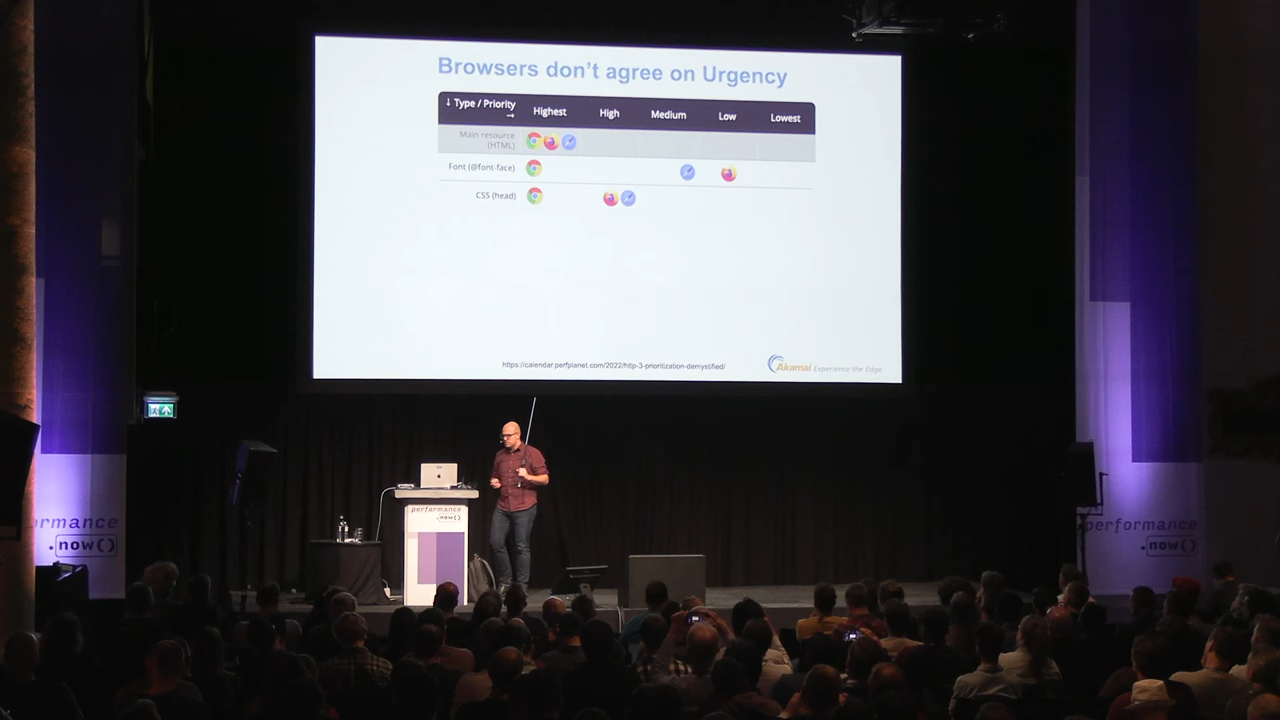 Browsers don't agree on Urgency
↓ Type / Priority →
Highest
High
Medium
Low
Lowest
Main resource
(HTML)
Font (@font-face)
CSS (head)
https://calendar.perfplanet.com/2022/http-3-prioritization-demystified/
Akamai Experience the Edge
performance
.now()
ormance
.now()
performance
.now()